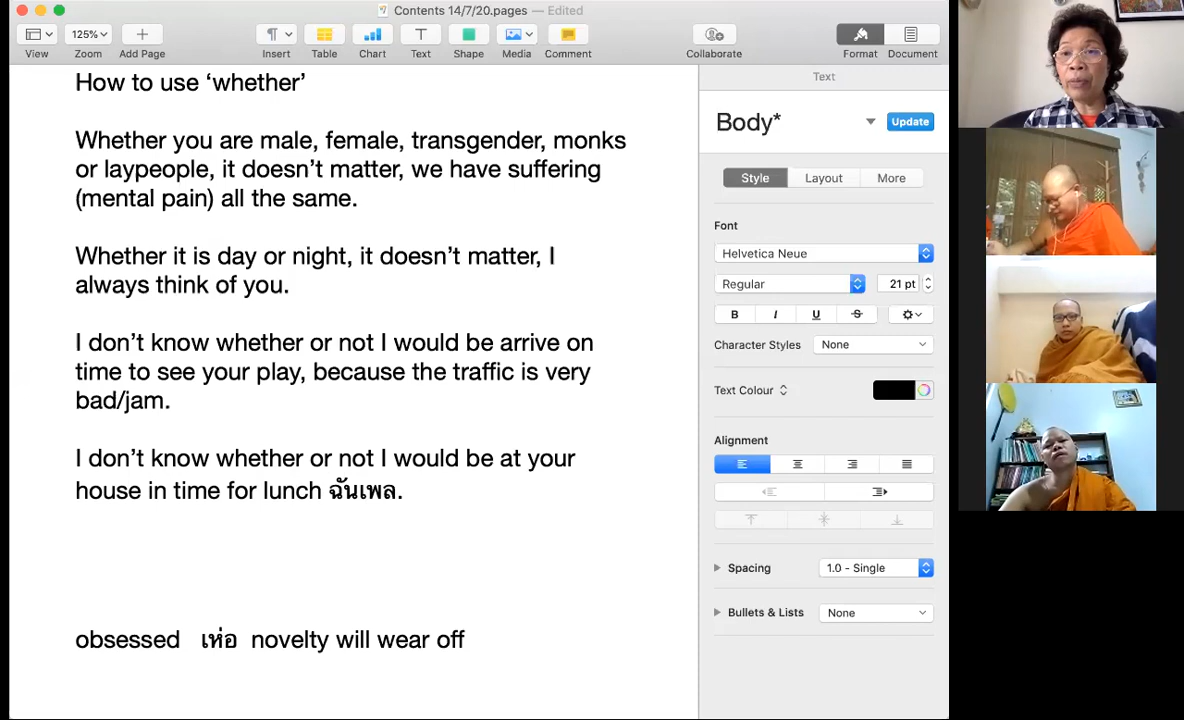 Contents 14/7/20.pages — Edited
125%
View
Zoom
Add Page
Insert
Table
Chart
Text
Shape
Media
Comment
Collaborate
Format
Document
How to use ‘whether’
Whether you are male, female, transgender, monks
or laypeople, it doesn’t matter, we have suffering
(mental pain) all the same.
Whether it is day or night, it doesn’t matter, I
always think of you.
I don’t know whether or not I would be arrive on
time to see your play, because the traffic is very
bad/jam.
I don’t know whether or not I would be at your
house in time for lunch ฉันเพล.
obsessed เห่อ novelty will wear off
Text
Body*
Update
Style
Layout
More
Font
Helvetica Neue
Regular
21 pt
B I U S
Character Styles
None
Text Colour
Alignment
Spacing
1.0 - Single
Bullets & Lists
None